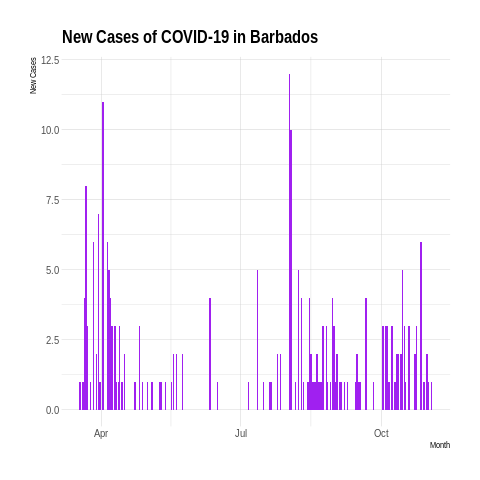 New Cases of COVID-19 in Barbados
New Cases
12.5
10.0
7.5
5.0
2.5
0.0
Apr
Jul
Oct
Month